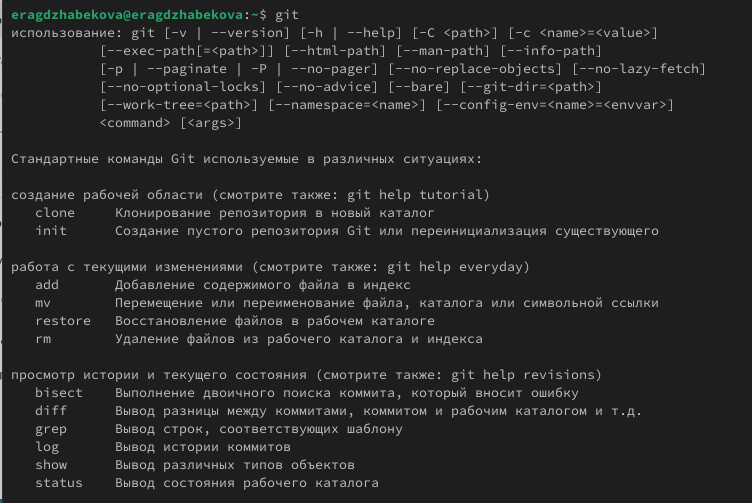 eragdzhabekova@eragdzhabekova:~$ git
использование: git [-v | --version] [-h | --help] [-C <path>] [-c <name>=<value>]
           [--exec-path[=<path>]] [--html-path] [--man-path] [--info-path]
           [-p | --paginate | -P | --no-pager] [--no-replace-objects] [--no-lazy-fetch]
           [--no-optional-locks] [--no-advice] [--bare] [--git-dir=<path>]
           [--work-tree=<path>] [--namespace=<name>] [--config-env=<name>=<envvar>]
           <command> [<args>]

Стандартные команды Git используемые в различных ситуациях:

создание рабочей области (смотрите также: git help tutorial)
   clone     Клонирование репозитория в новый каталог
   init      Создание пустого репозитория Git или переинициализация существующего

работа с текущими изменениями (смотрите также: git help everyday)
   add       Добавление содержимого файла в индекс
   mv        Перемещение или переименование файла, каталога или символьной ссылки
   restore   Восстановление файлов в рабочем каталоге
   rm        Удаление файлов из рабочего каталога и индекса

просмотр истории и текущего состояния (смотрите также: git help revisions)
   bisect    Выполнение двоичного поиска коммита, который вносит ошибку
   diff      Вывод разницы между коммитами, коммитом и рабочим каталогом и т.д.
   grep      Вывод строк, соответствующих шаблону
   log       Вывод истории коммитов
   show      Вывод различных типов объектов
   status    Вывод состояния рабочего каталога